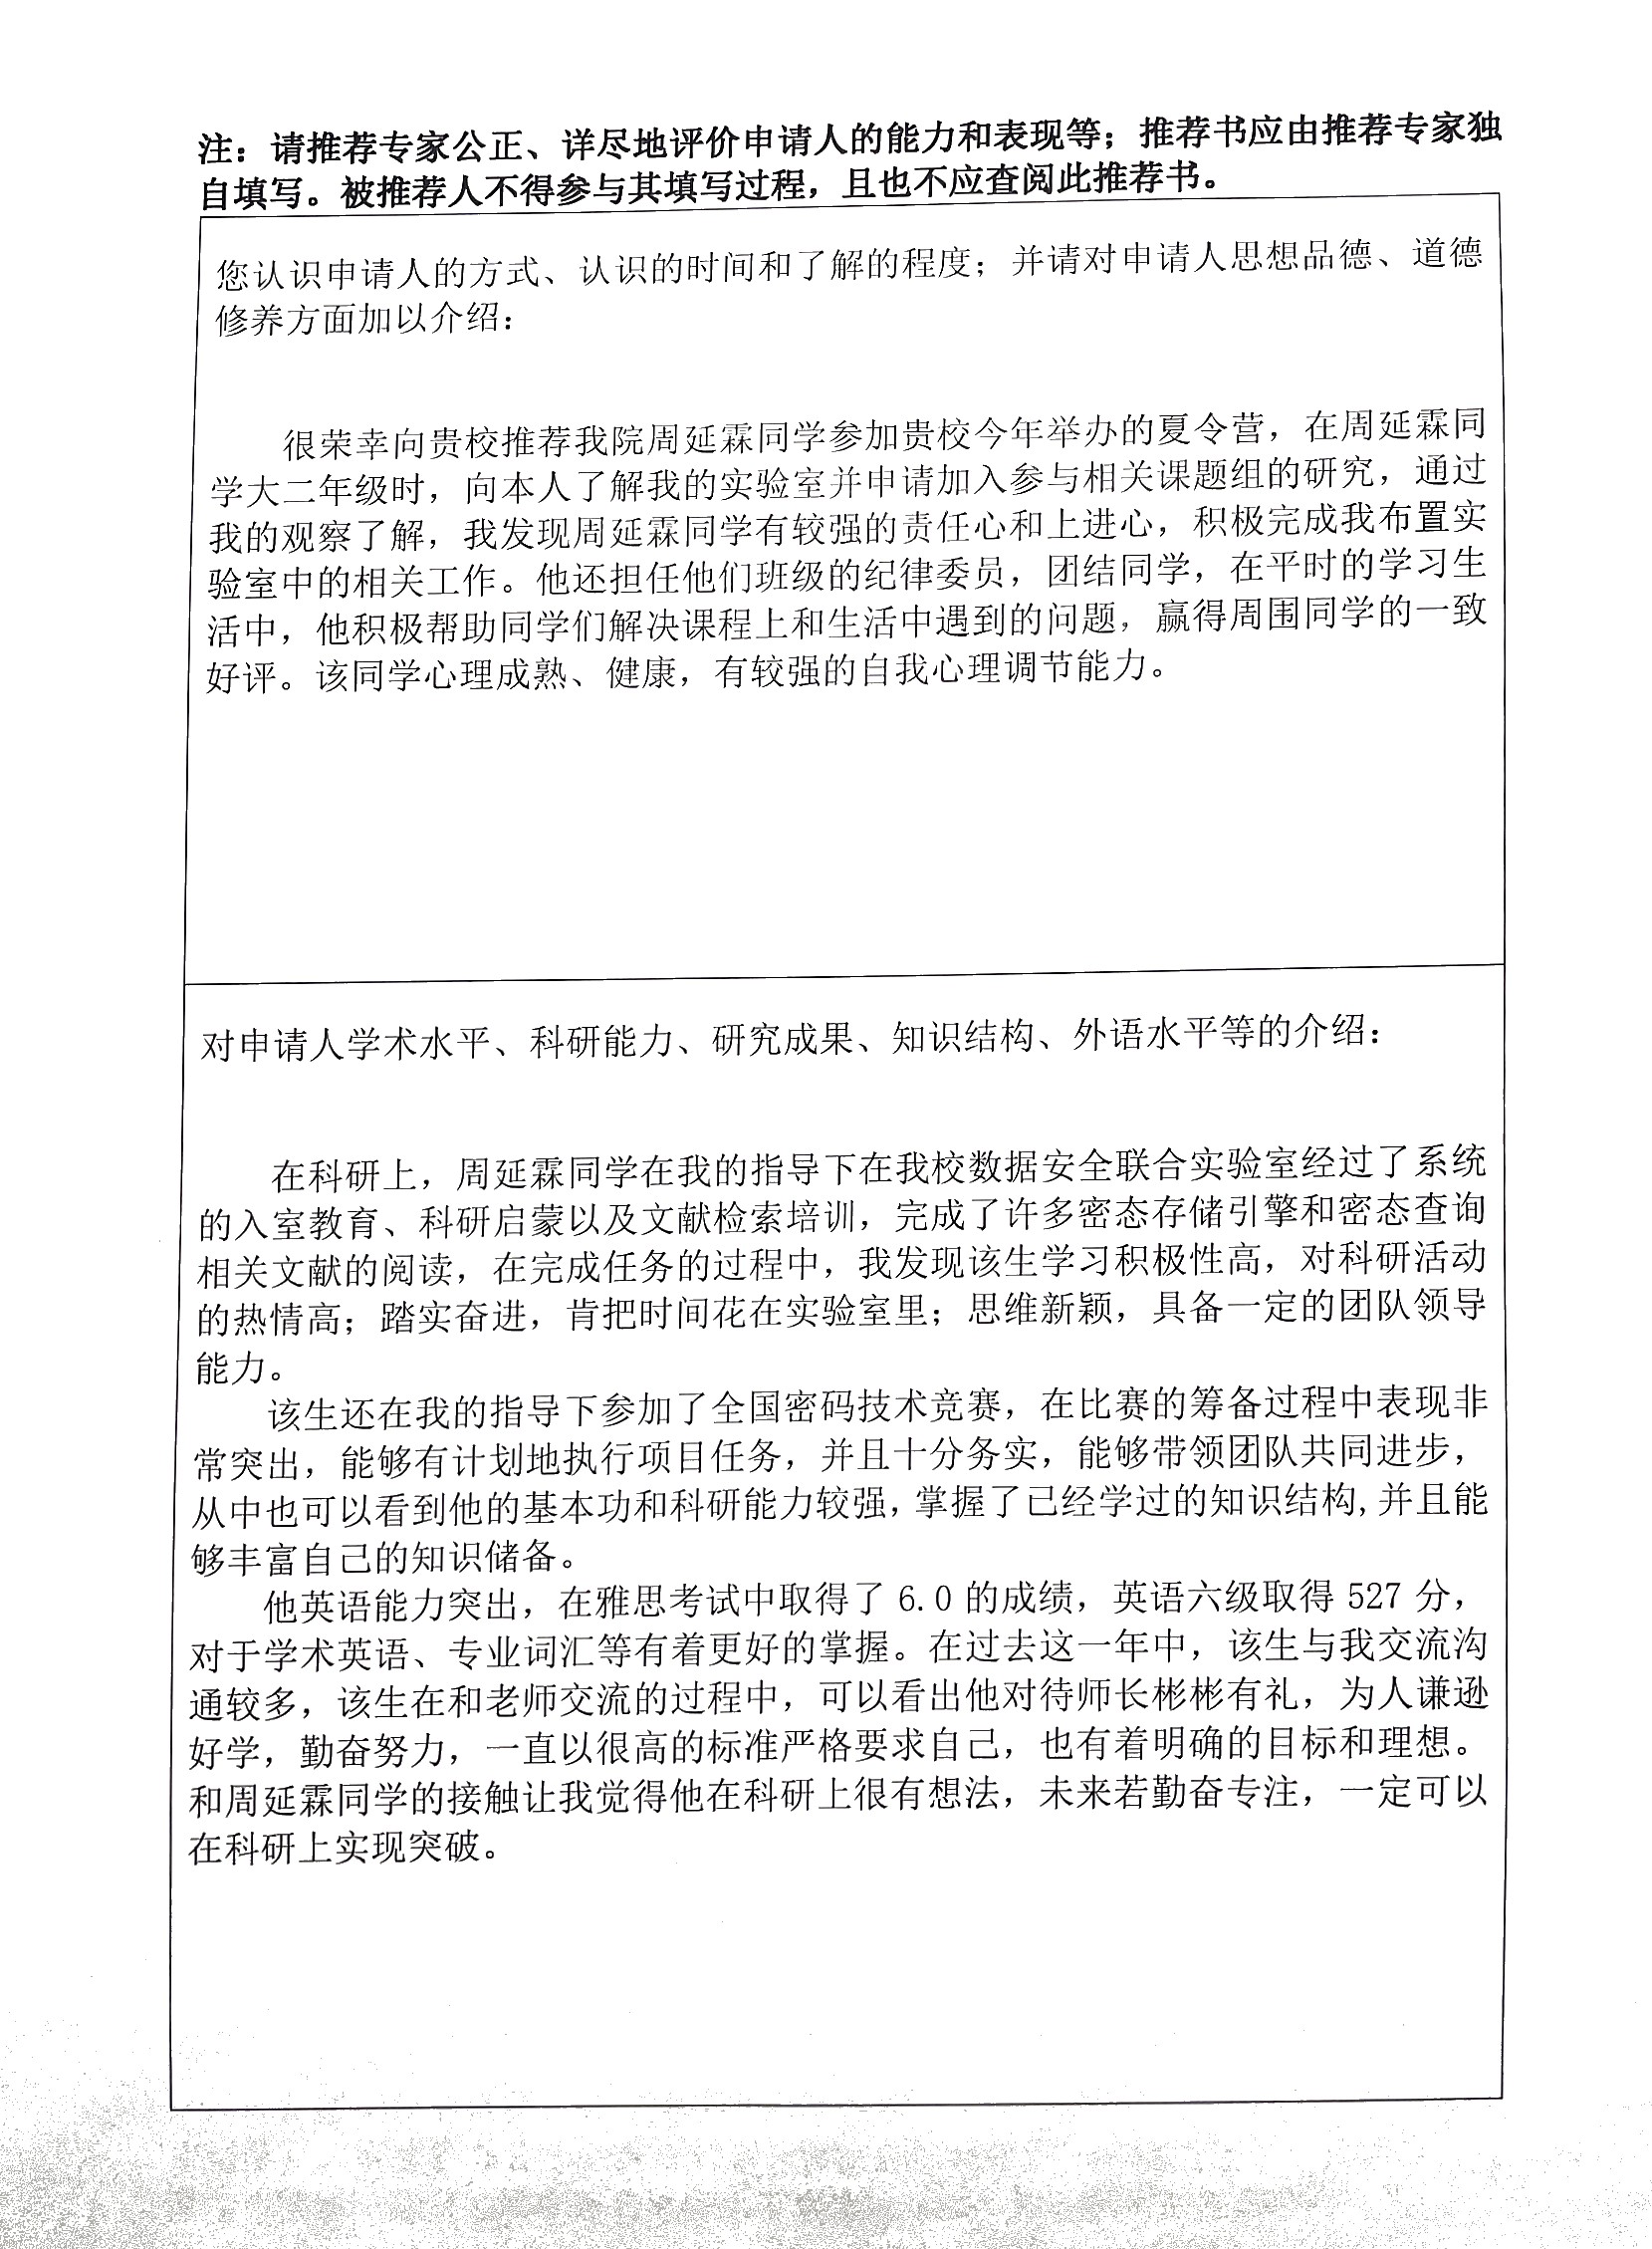 注：请推荐专家公正、详尽地评价申请人的能力和表现等；推荐书应由推荐专家独
自填写。被推荐人不得参与其填写过程，且也不应查阅此推荐书。
您认识申请人的方式、认识的时间和了解的程度；并请对申请人思想品德、道德
修养方面加以介绍：
很荣幸向贵校推荐我院周延霖同学参加贵校今年举办的夏令营，在周延霖同
学大二年级时，向本人了解我的实验室并申请加入参与相关课题组的研究，通过
我的观察了解，我发现周延霖同学有较强的责任心和上进心，积极完成我布置实
验室中的相关工作。他还担任他们班级的纪律委员，团结同学，在平时的学习生
活中，他积极帮助同学们解决课程上和生活中遇到的问题，赢得周围同学的一致
好评。该同学心理成熟、健康，有较强的自我心理调节能力。
对申请人学术水平、科研能力、研究成果、知识结构、外语水平等的介绍：
在科研上，周延霖同学在我的指导下在我校数据安全联合实验室经过了系统
的入室教育、科研启蒙以及文献检索培训，完成了许多密态存储引擎和密态查询
相关文献的阅读，在完成任务的过程中，我发现该生学习积极性高，对科研活动
的热情高；踏实奋进，肯把时间花在实验室里；思维新颖，具备一定的团队领导
能力。
该生还在我的指导下参加了全国密码技术竞赛，在比赛的筹备过程中表现非
常突出，能够有计划地执行项目任务，并且十分务实，能够带领团队共同进步，
从中也可以看到他的基本功和科研能力较强，掌握了已经学过的知识结构，并且能
够丰富自己的知识储备。
他英语能力突出，在雅思考试中取得了 6.0 的成绩，英语六级取得 527 分，
对于学术英语、专业词汇等有着更好的掌握。在过去这一年中，该生与我交流沟
通较多，该生在和老师交流的过程中，可以看出他对待师长彬彬有礼，为人谦逊
好学，勤奋努力，一直以很高的标准严格要求自己，也有着明确的目标和理想。
和周延霖同学的接触让我觉得他在科研上很有想法，未来若勤奋专注，一定可以
在科研上实现突破。